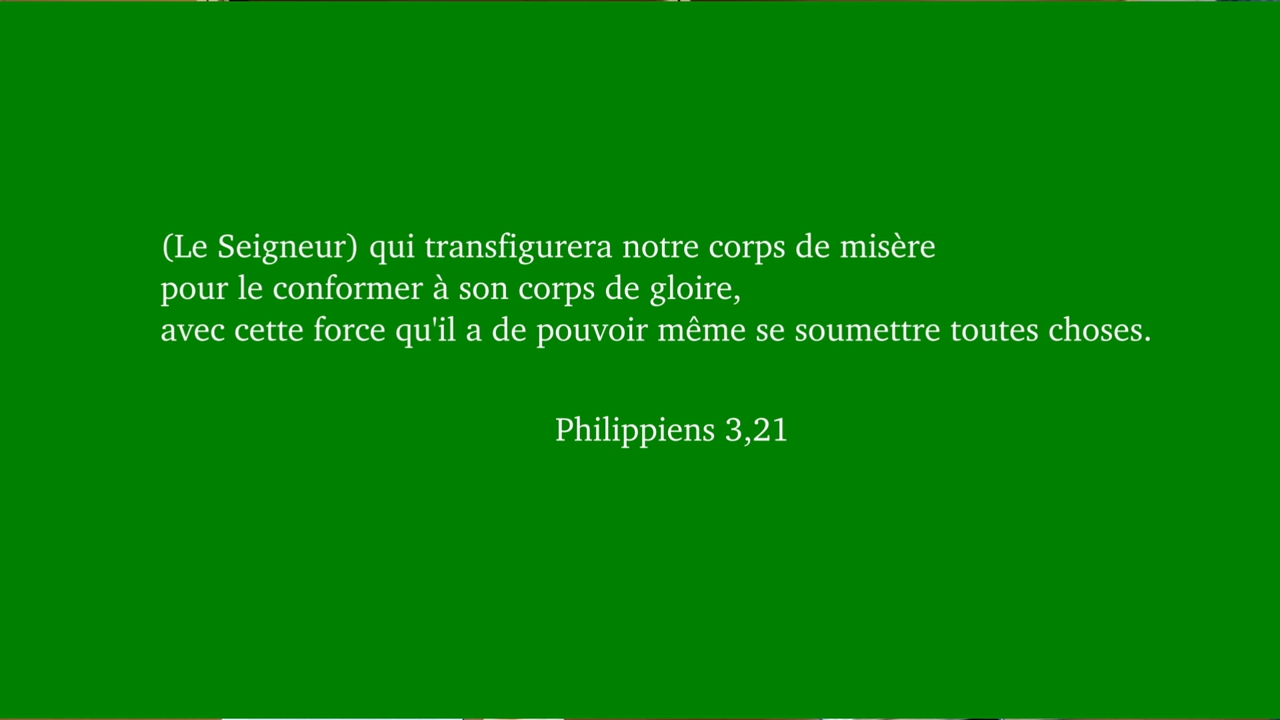 (Le Seigneur) qui transfigurera notre corps de misère
pour le conformer à son corps de gloire,
avec cette force qu'il a de pouvoir même se soumettre toutes choses.
Philippiens 3,21